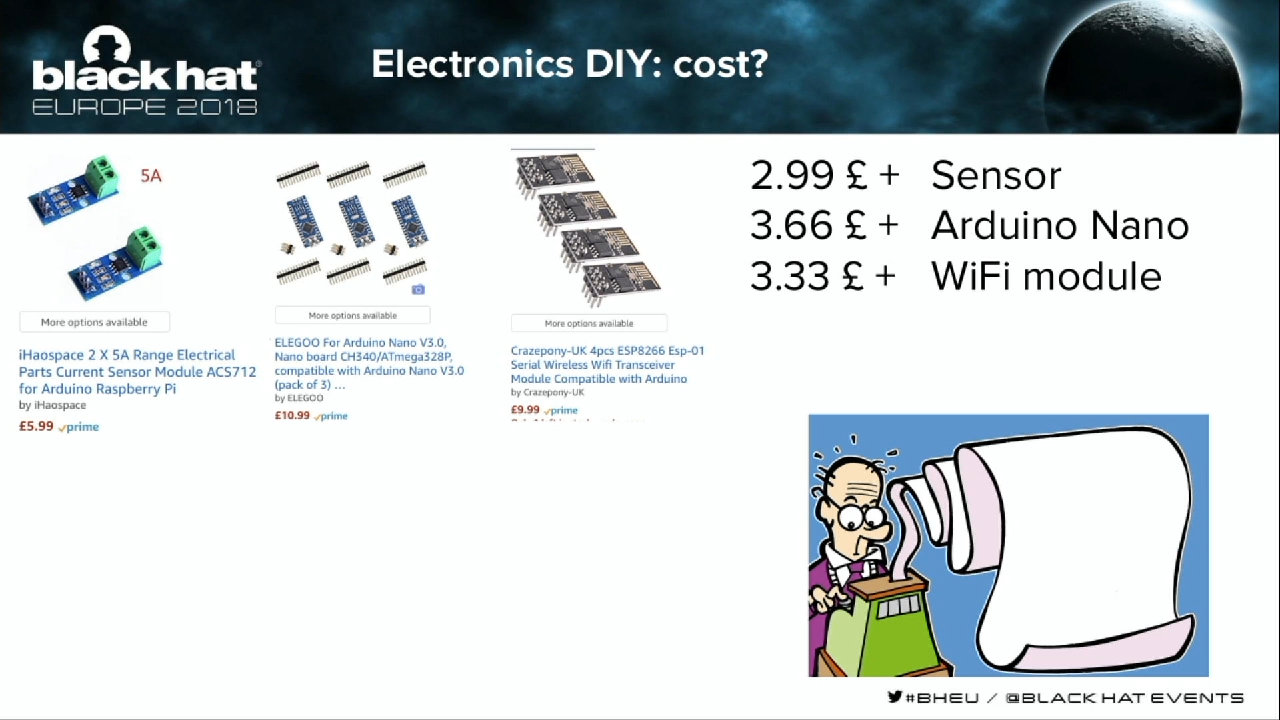 black hat®
EUROPE 2018
Electronics DIY: cost?
5A
More options available
iHaospace 2 X 5A Range Electrical
Parts Current Sensor Module ACS712
for Arduino Raspberry Pi
by iHaospace
£5.99 prime
More options available
ELEGOO For Arduino Nano V3.0,
Nano board CH340/ATmega328P,
compatible with Arduino Nano V3.0
(pack of 3) ...
by ELEGOO
£10.99 prime
More options available
Crazepony-UK 4pcs ESP8266 Esp-01
Serial Wireless Wifi Transceiver
Module Compatible with Arduino
by Crazepony-UK
£9.99 prime
2.99 £ + Sensor
3.66 £ + Arduino Nano
3.33 £ + WiFi module
#BHEU / @BLACK HAT EVENTS